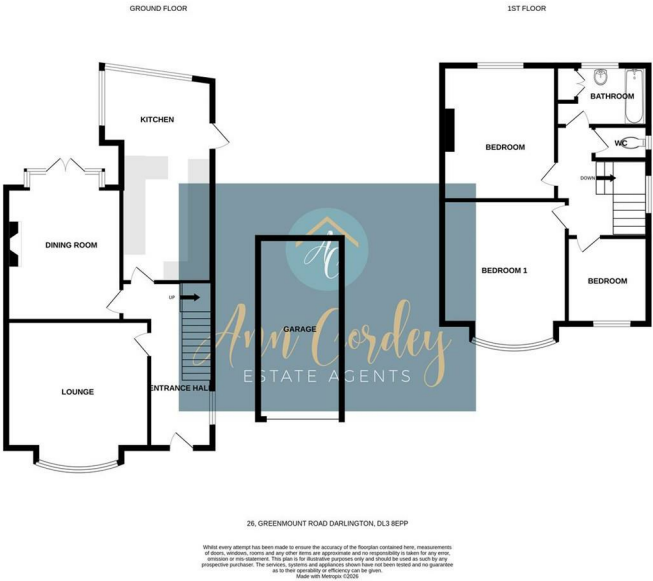 GROUND FLOOR
1ST FLOOR
KITCHEN
BATHROOM
BEDROOM
WC
DOWN
DINING ROOM
BEDROOM 1
BEDROOM
UP
GARAGE
AC
Ann Cordey
ESTATE AGENTS
LOUNGE
ENTRANCE HALL
26, GREENMOUNT ROAD DARLINGTON, DL3 8EPP
Whilst every attempt has been made to ensure the accuracy of the floorplan contained here, measurements
of doors, windows, rooms and any other items are approximate and no responsibility is taken for any error,
omission or mis-statement. This plan is for illustrative purposes only and should be used as such by any
prospective purchaser. The services, systems and appliances shown have not been tested and no guarantee
as to their operability or efficiency can be given.
Made with Metropix ©2026